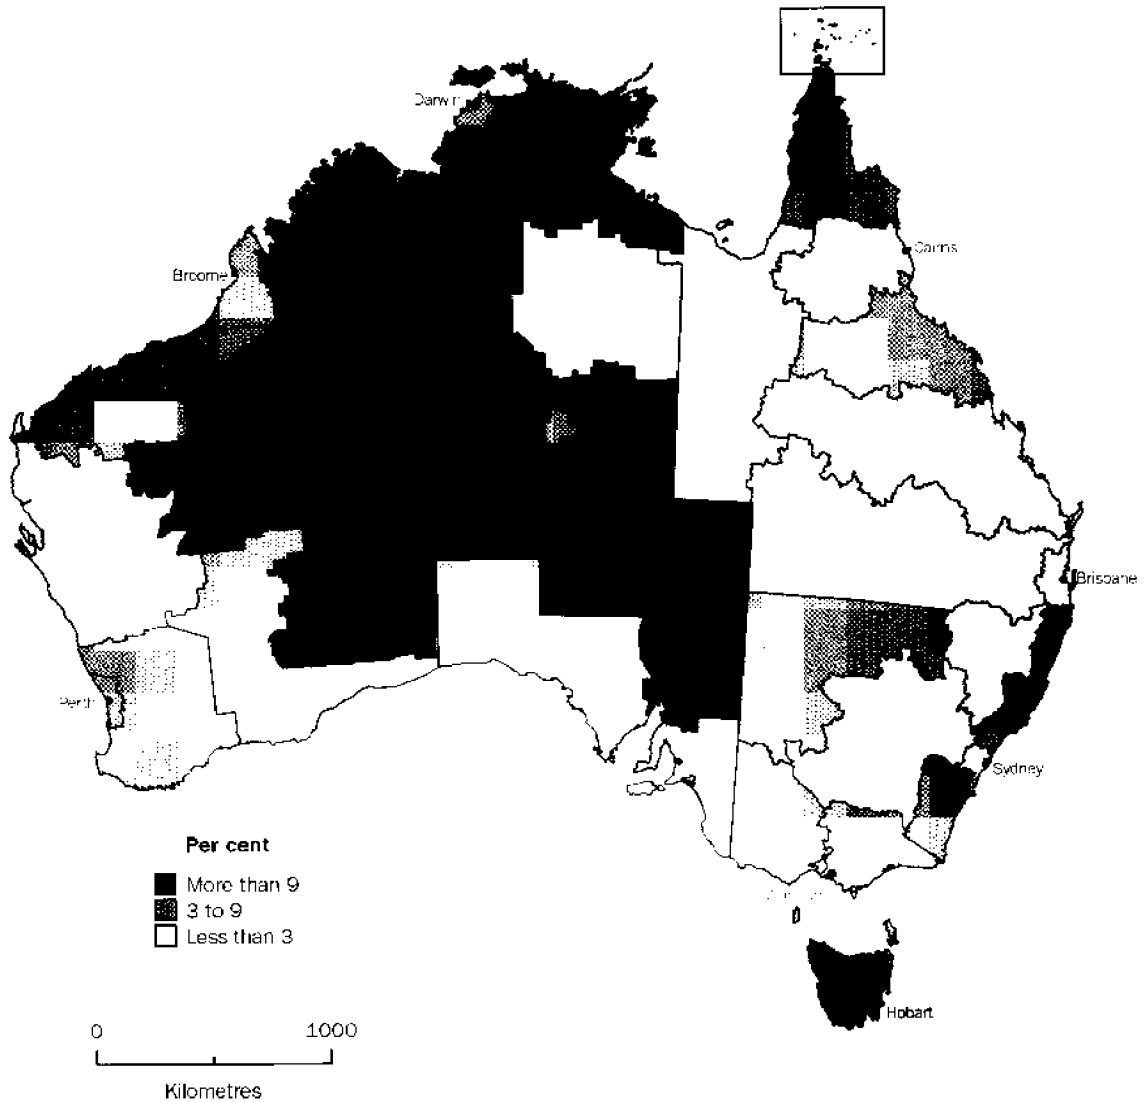 Darwin
Cairns
Broome
Brisbane
Perth
Sydney
Per cent
More than 9
3 to 9
Less than 3
Hobart
0 1000
Kilometres